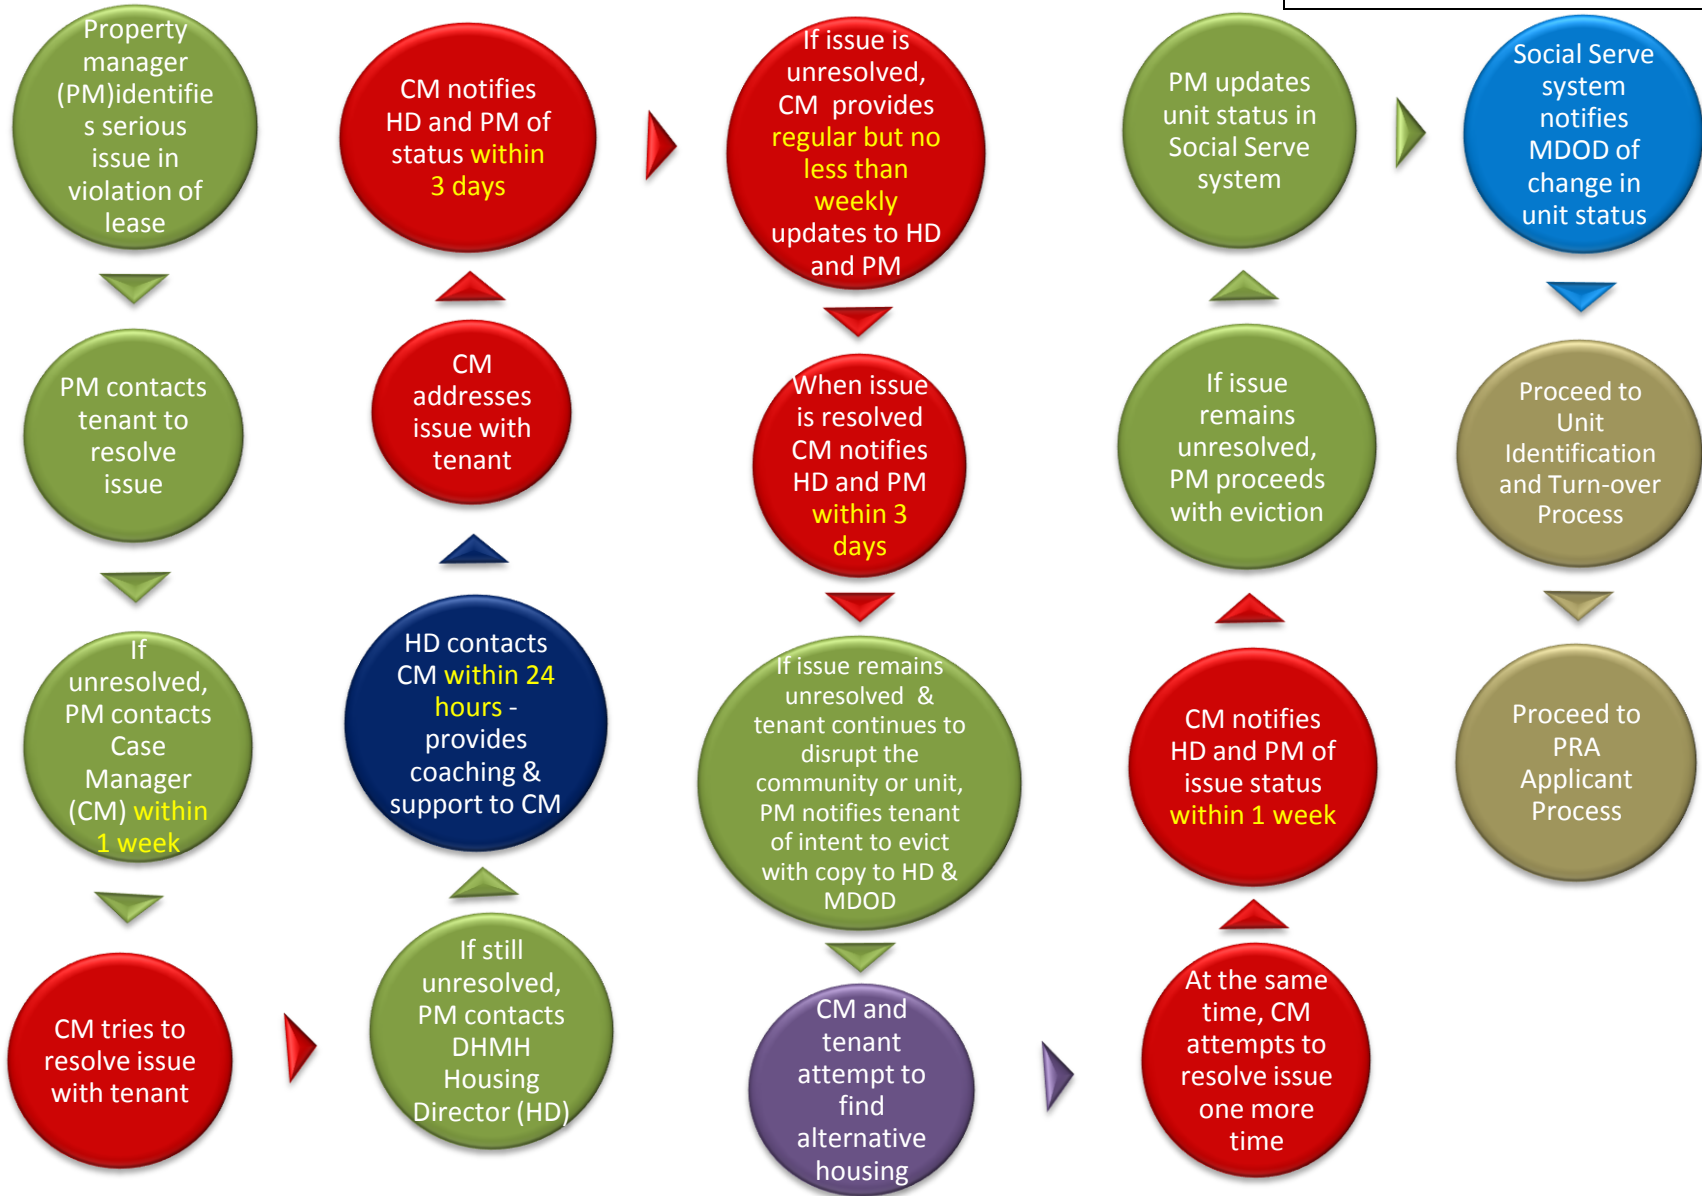 Property
manager
(PM)identifie
s serious
issue in
violation of
lease
PM contacts
tenant to
resolve
issue
If
unresolved,
PM contacts
Case
Manager
(CM) within
1 week
CM tries to
resolve issue
with tenant
If still
unresolved,
PM contacts
DHMH
Housing
Director (HD)
HD contacts
CM within 24
hours -
provides
coaching &
support to CM
CM
addresses
issue with
tenant
CM notifies
HD and PM of
status within
3 days
If issue is
unresolved,
CM provides
regular but no
less than
weekly
updates to HD
and PM
When issue
is resolved
CM notifies
HD and PM
within 3
days
If issue remains
unresolved &
tenant continues to
disrupt the
community or unit,
PM notifies tenant
of intent to evict
with copy to HD &
MDOD
CM and
tenant
attempt to
find
alternative
housing
At the same
time, CM
attempts to
resolve issue
one more
time
CM notifies
HD and PM of
issue status
within 1 week
If issue
remains
unresolved,
PM proceeds
with eviction
PM updates
unit status in
Social Serve
system
Social Serve
system
notifies
MDOD of
change in
unit status
Proceed to
Unit
Identification
and Turn-over
Process
Proceed to
PRA
Applicant
Process